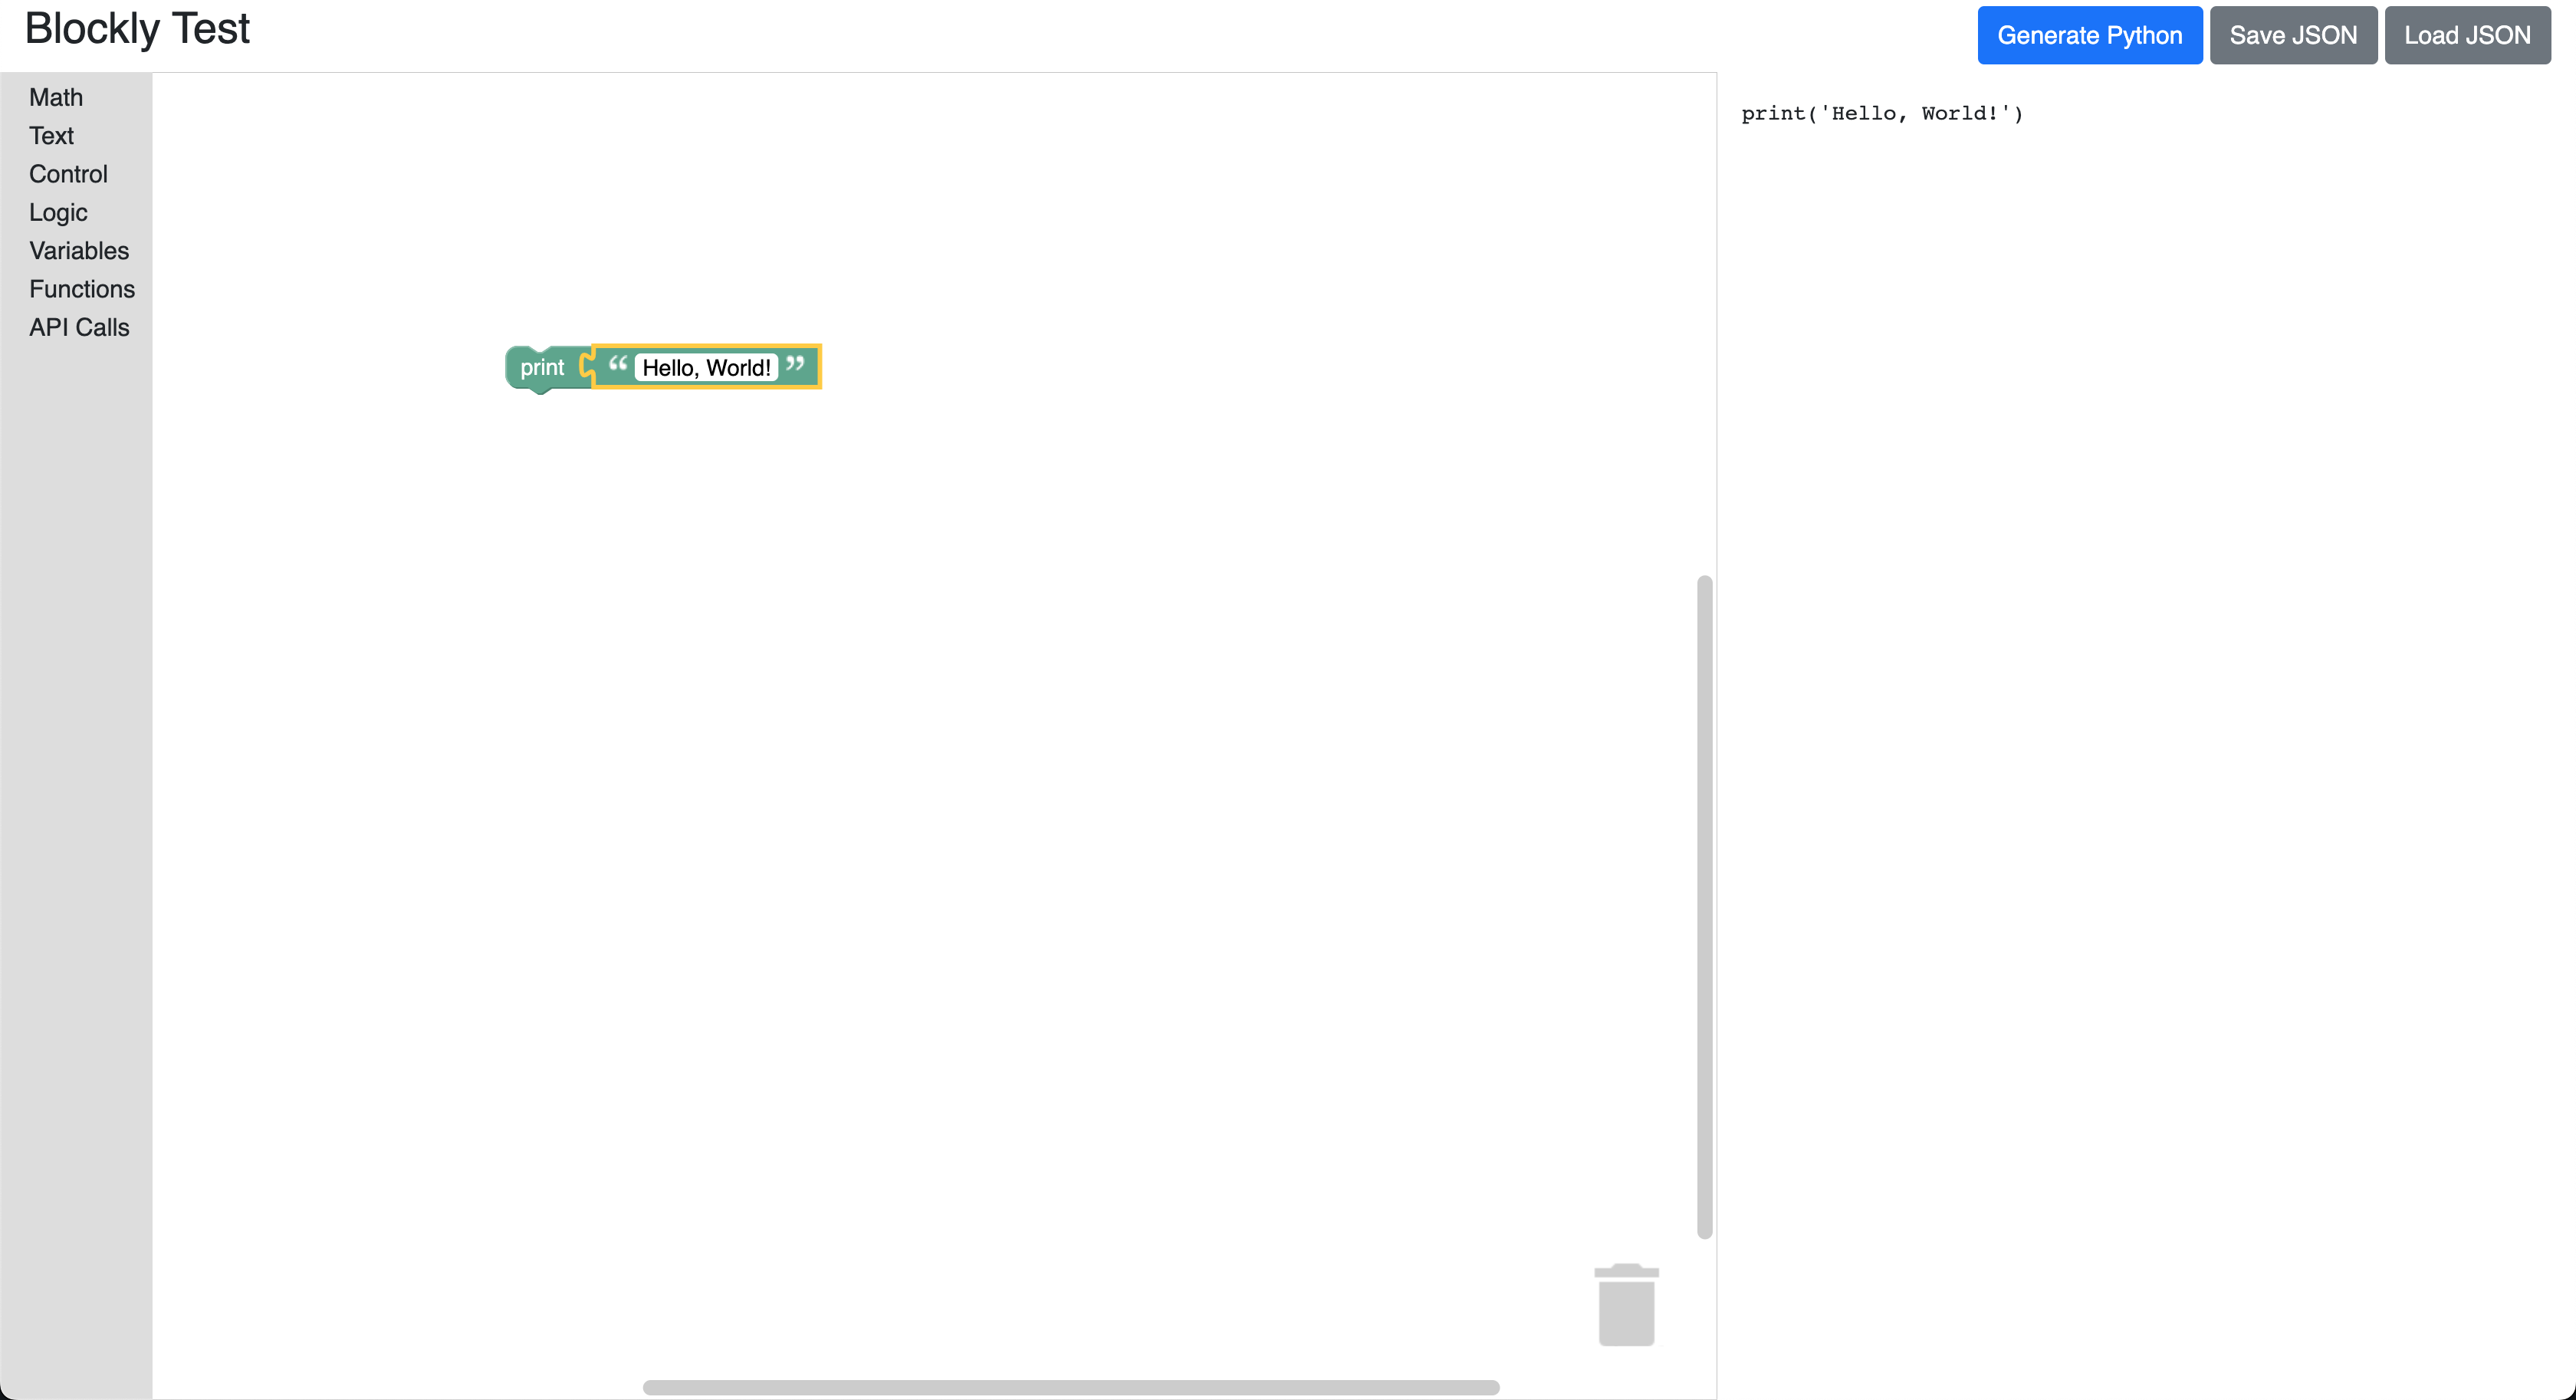 Blockly Test
Generate Python
Save JSON
Load JSON
Math
Text
Control
Logic
Variables
Functions
API Calls
print “ Hello, World! ”
print('Hello, World!')